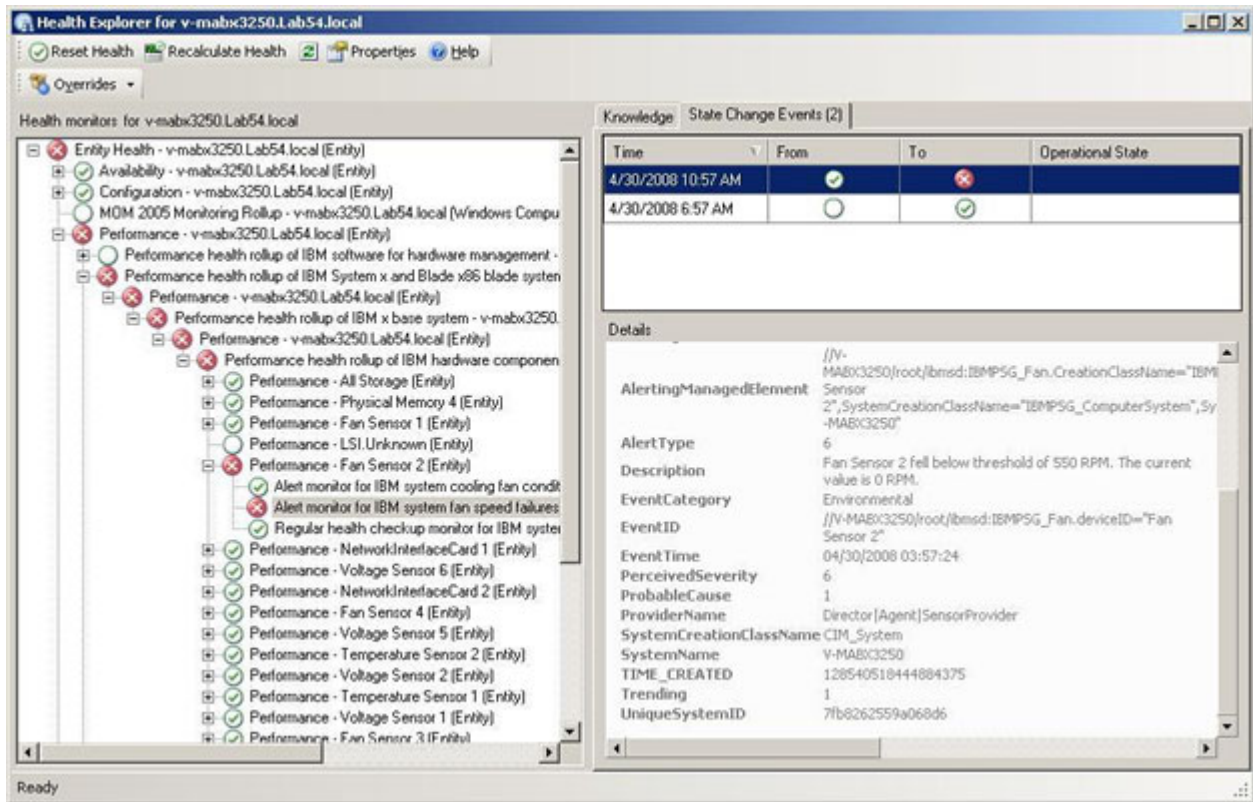 Health Explorer for v-mabx3250.Lab54.local
Reset Health Recalculate Health Properties Help
Overrides
Health monitors for v-mabx3250.Lab54.local
Entity Health - v-mabx3250.Lab54.local (Entity)
Availability - v-mabx3250.Lab54.local (Entity)
Configuration - v-mabx3250.Lab54.local (Entity)
MOM 2005 Monitoring Rollup - v-mabx3250.Lab54.local (Windows Compu
Performance - v-mabx3250.Lab54.local (Entity)
Performance health rollup of IBM software for hardware management -
Performance health rollup of IBM System x and Blade x86 blade system
Performance - v-mabx3250.Lab54.local (Entity)
Performance health rollup of IBM x base system - v-mabx3250.
Performance - v-mabx3250.Lab54.local (Entity)
Performance health rollup of IBM hardware componen
Performance - All Storage (Entity)
Performance - Physical Memory 4 (Entity)
Performance - Fan Sensor 1 (Entity)
Performance - LSI.Unknown (Entity)
Performance - Fan Sensor 2 (Entity)
Alert monitor for IBM system cooling fan condit
Alert monitor for IBM system fan speed failures
Regular health checkup monitor for IBM syster
Performance - NetworkInterfaceCard 1 (Entity)
Performance - Voltage Sensor 6 (Entity)
Performance - NetworkInterfaceCard 2 (Entity)
Performance - Fan Sensor 4 (Entity)
Performance - Voltage Sensor 5 (Entity)
Performance - Temperature Sensor 2 (Entity)
Performance - Voltage Sensor 2 (Entity)
Performance - Temperature Sensor 1 (Entity)
Performance - Voltage Sensor 1 (Entity)
Performance - Fan Sensor 3 (Entity)
Knowledge State Change Events (2)
Time From To Operational State
4/30/2008 10:57 AM
4/30/2008 6:57 AM
Details
//V-
MABX3250/root/ibmsd:IBMPSG_Fan.CreationClassName="IBM
AlertingManagedElement Sensor
2",SystemCreationClassName="IBMPSG_ComputerSystem",Sy
-MABX3250"
AlertType 6
Description Fan Sensor 2 fell below threshold of 550 RPM. The current
value is 0 RPM.
EventCategory Environmental
EventID //V-MABX3250/root/ibmsd:IBMPSG_Fan.deviceID="Fan
Sensor 2"
EventTime 04/30/2008 03:57:24
PerceivedSeverity 6
ProbableCause 1
ProviderName Director|Agent|SensorProvider
SystemCreationClassName CIM_System
SystemName V-MABX3250
TIME_CREATED 128540518444884375
Trending 1
UniqueSystemID 7fb8262559a068d6
Ready